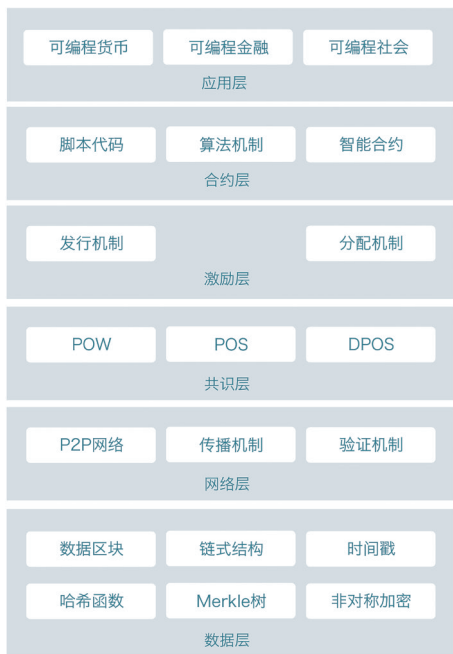 可编程货币 可编程金融 可编程社会
应用层
脚本代码 算法机制 智能合约
合约层
发行机制 分配机制
激励层
POW POS DPOS
共识层
P2P网络 传播机制 验证机制
网络层
数据区块 链式结构 时间戳
哈希函数 Merkle树 非对称加密
数据层